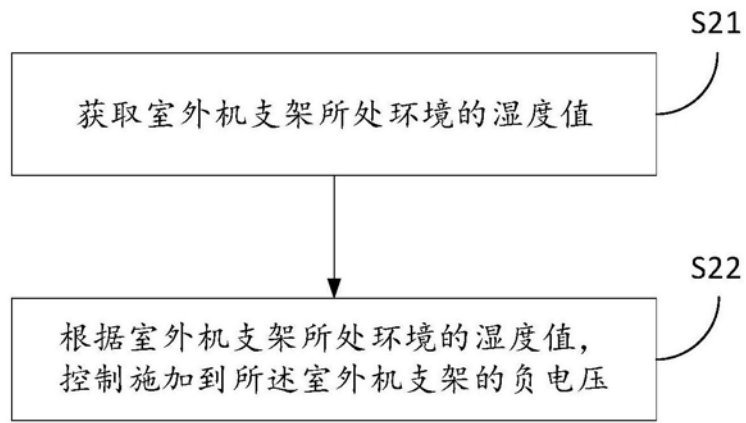 S21
获取室外机支架所处环境的湿度值
S22
根据室外机支架所处环境的湿度值，
控制施加到所述室外机支架的负电压